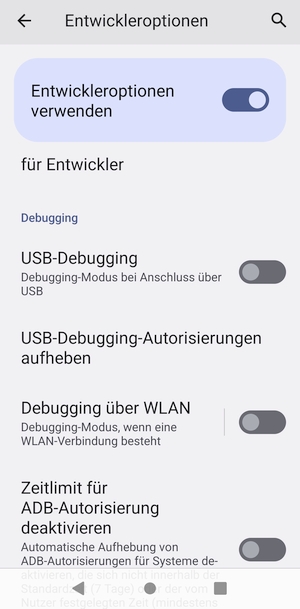 Entwickleroptionen
Entwickleroptionen
verwenden
für Entwickler
Debugging
USB-Debugging
Debugging-Modus bei Anschluss über
USB
USB-Debugging-Autorisierungen
aufheben
Debugging über WLAN
Debugging-Modus, wenn eine
WLAN-Verbindung besteht
Zeitlimit für
ADB-Autorisierung
deaktivieren
Automatische Aufhebung von
ADB-Autorisierungen für Systeme de-
aktivieren, die sich nicht innerhalb der
Standardzeit (7 Tage) oder der vom
Nutzer festgelegten Zeit (mindestens